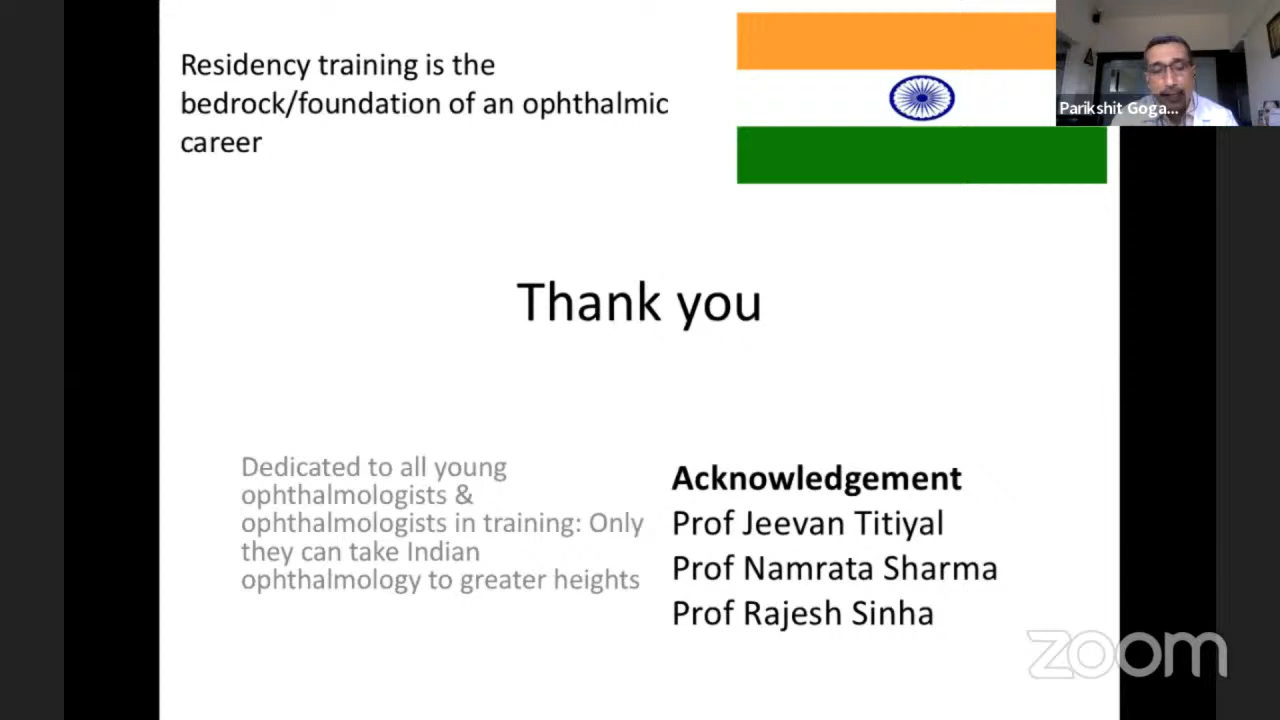 Residency training is the
bedrock/foundation of an ophthalmic
career
Parikshit Goga...
Thank you
Dedicated to all young
ophthalmologists &
ophthalmologists in training: Only
they can take Indian
ophthalmology to greater heights
Acknowledgement
Prof Jeevan Titiyal
Prof Namrata Sharma
Prof Rajesh Sinha
zoom